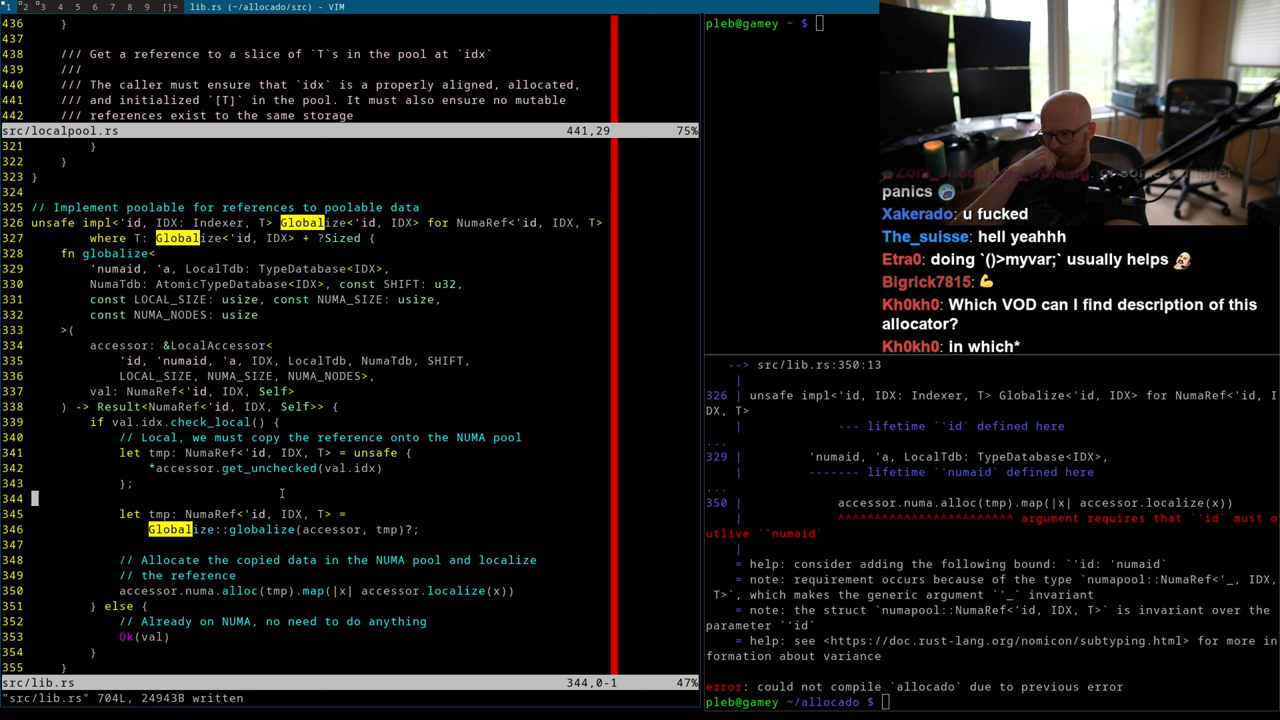 1 2 3 4 5 6 7 8 9 []= lib.rs (~/allocado/src) - VIM
436     }
437
438     /// Get a reference to a slice of `T`s in the pool at `idx`
439     ///
440     /// The caller must ensure that `idx` is a properly aligned, allocated,
441     /// and initialized `[T]` in the pool. It must also ensure no mutable
442     /// references exist to the same storage
src/localpool.rs 441,29 75%
321         }
322     }
323 }
324
325 // Implement poolable for references to poolable data
326 unsafe impl<'id, IDX: Indexer, T> Globalize<'id, IDX> for NumaRef<'id, IDX, T>
327         where T: Globalize<'id, IDX> + ?Sized {
328     fn globalize<
329         'numaid, 'a, LocalTdb: TypeDatabase<IDX>,
330         NumaTdb: AtomicTypeDatabase<IDX>, const SHIFT: u32,
331         const LOCAL_SIZE: usize, const NUMA_SIZE: usize,
332         const NUMA_NODES: usize
333     >(
334         accessor: &LocalAccessor<
335             'id, 'numaid, 'a, IDX, LocalTdb, NumaTdb, SHIFT,
336             LOCAL_SIZE, NUMA_SIZE, NUMA_NODES>,
337         val: NumaRef<'id, IDX, Self>
338     ) -> Result<NumaRef<'id, IDX, Self>> {
339         if val.idx.check_local() {
340             // Local, we must copy the reference onto the NUMA pool
341             let tmp: NumaRef<'id, IDX, T> = unsafe {
342                 *accessor.get_unchecked(val.idx)
343             };
344
345             let tmp: NumaRef<'id, IDX, T> =
346                 Globalize::globalize(accessor, tmp)?;
347
348             // Allocate the copied data in the NUMA pool and localize
349             // the reference
350             accessor.numa.alloc(tmp).map(|x| accessor.localize(x))
351         } else {
352             // Already on NUMA, no need to do anything
353             Ok(val)
354         }
355     }
src/lib.rs 344,0-1 47%
"src/lib.rs" 704L, 24943B written
pleb@gamey ~ $
panics
Xakerado: u fucked
The_suisse: hell yeahhh
Etra0: doing `()>myvar;` usually helps
Bigrick7815:
Kh0kh0: Which VOD can I find description of this
allocator?
Kh0kh0: in which*
--> src/lib.rs:350:13
|
326 | unsafe impl<'id, IDX: Indexer, T> Globalize<'id, IDX> for NumaRef<'id, I
DX, T>
| --- lifetime `'id` defined here
...
329 |         'numaid, 'a, LocalTdb: TypeDatabase<IDX>,
| ------- lifetime `'numaid` defined here
...
350 |             accessor.numa.alloc(tmp).map(|x| accessor.localize(x))
| ^^^^^^^^^^^^^^^^^^^^^^^^ argument requires that `'id` must o
utlive `'numaid`
|
= help: consider adding the following bound: `'id: 'numaid`
= note: requirement occurs because of the type `numapool::NumaRef<'_, IDX,
T>`, which makes the generic argument `'_` invariant
= note: the struct `numapool::NumaRef<'id, IDX, T>` is invariant over the
parameter `'id`
= help: see <https://doc.rust-lang.org/nomicon/subtyping.html> for more in
formation about variance
error: could not compile `allocado` due to previous error
pleb@gamey ~/allocado $